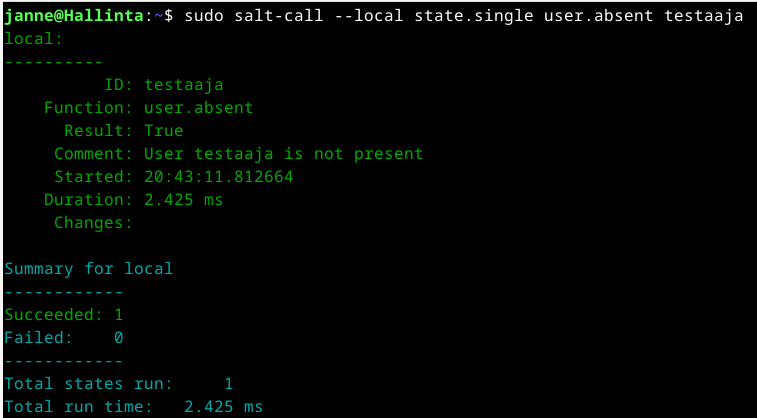 janne@Hallinta:~$ sudo salt-call --local state.single user.absent testaaja
local:
----------
          ID: testaaja
    Function: user.absent
      Result: True
     Comment: User testaaja is not present
     Started: 20:43:11.812664
    Duration: 2.425 ms
     Changes:

Summary for local
------------
Succeeded: 1
Failed:    0
------------
Total states run:     1
Total run time:   2.425 ms